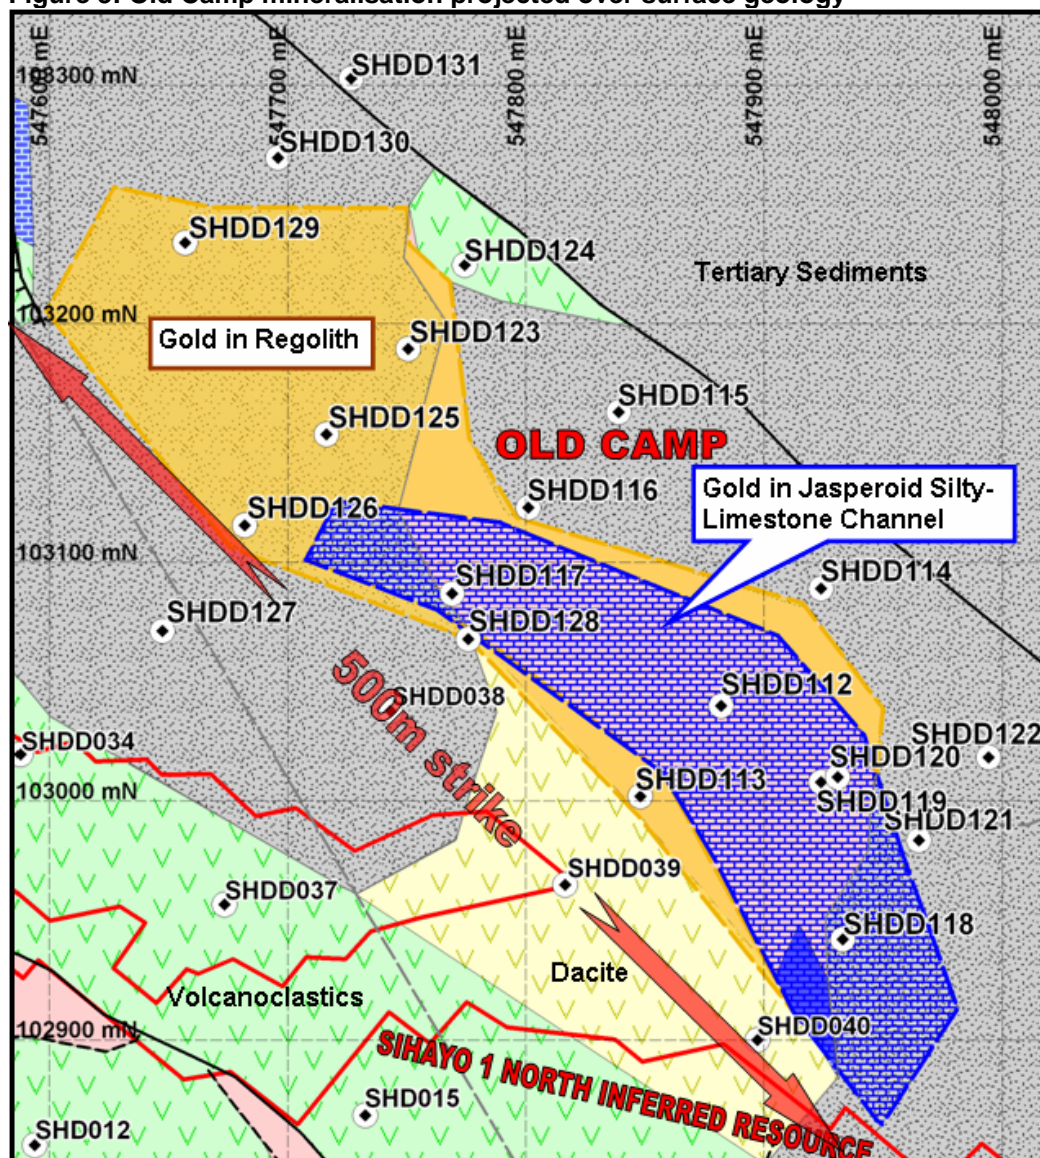 Figure 3: Old Camp mineralisation projected over surface geology
547600 mE
547700 mE
547800 mE
547900 mE
548000 mE
103300 mN
SHDD131
SHDD130
SHDD129
SHDD124
Tertiary Sediments
103200 mN
Gold in Regolith
SHDD123
SHDD115
SHDD125
OLD CAMP
SHDD116
Gold in Jasperoid Silty-
Limestone Channel
SHDD126
103100 mN
SHDD114
SHDD117
SHDD127
SHDD128
500m strike
SHDD038
SHDD112
SHDD034
SHDD122
SHDD120
SHDD113
103000 mN
SHDD119
SHDD121
SHDD039
SHDD037
SHDD118
Dacite
Volcanoclastics
102900 mN
SHDD040
SIHAYO 1 NORTH INFERRED RESOURCE
SHD015
SHD012